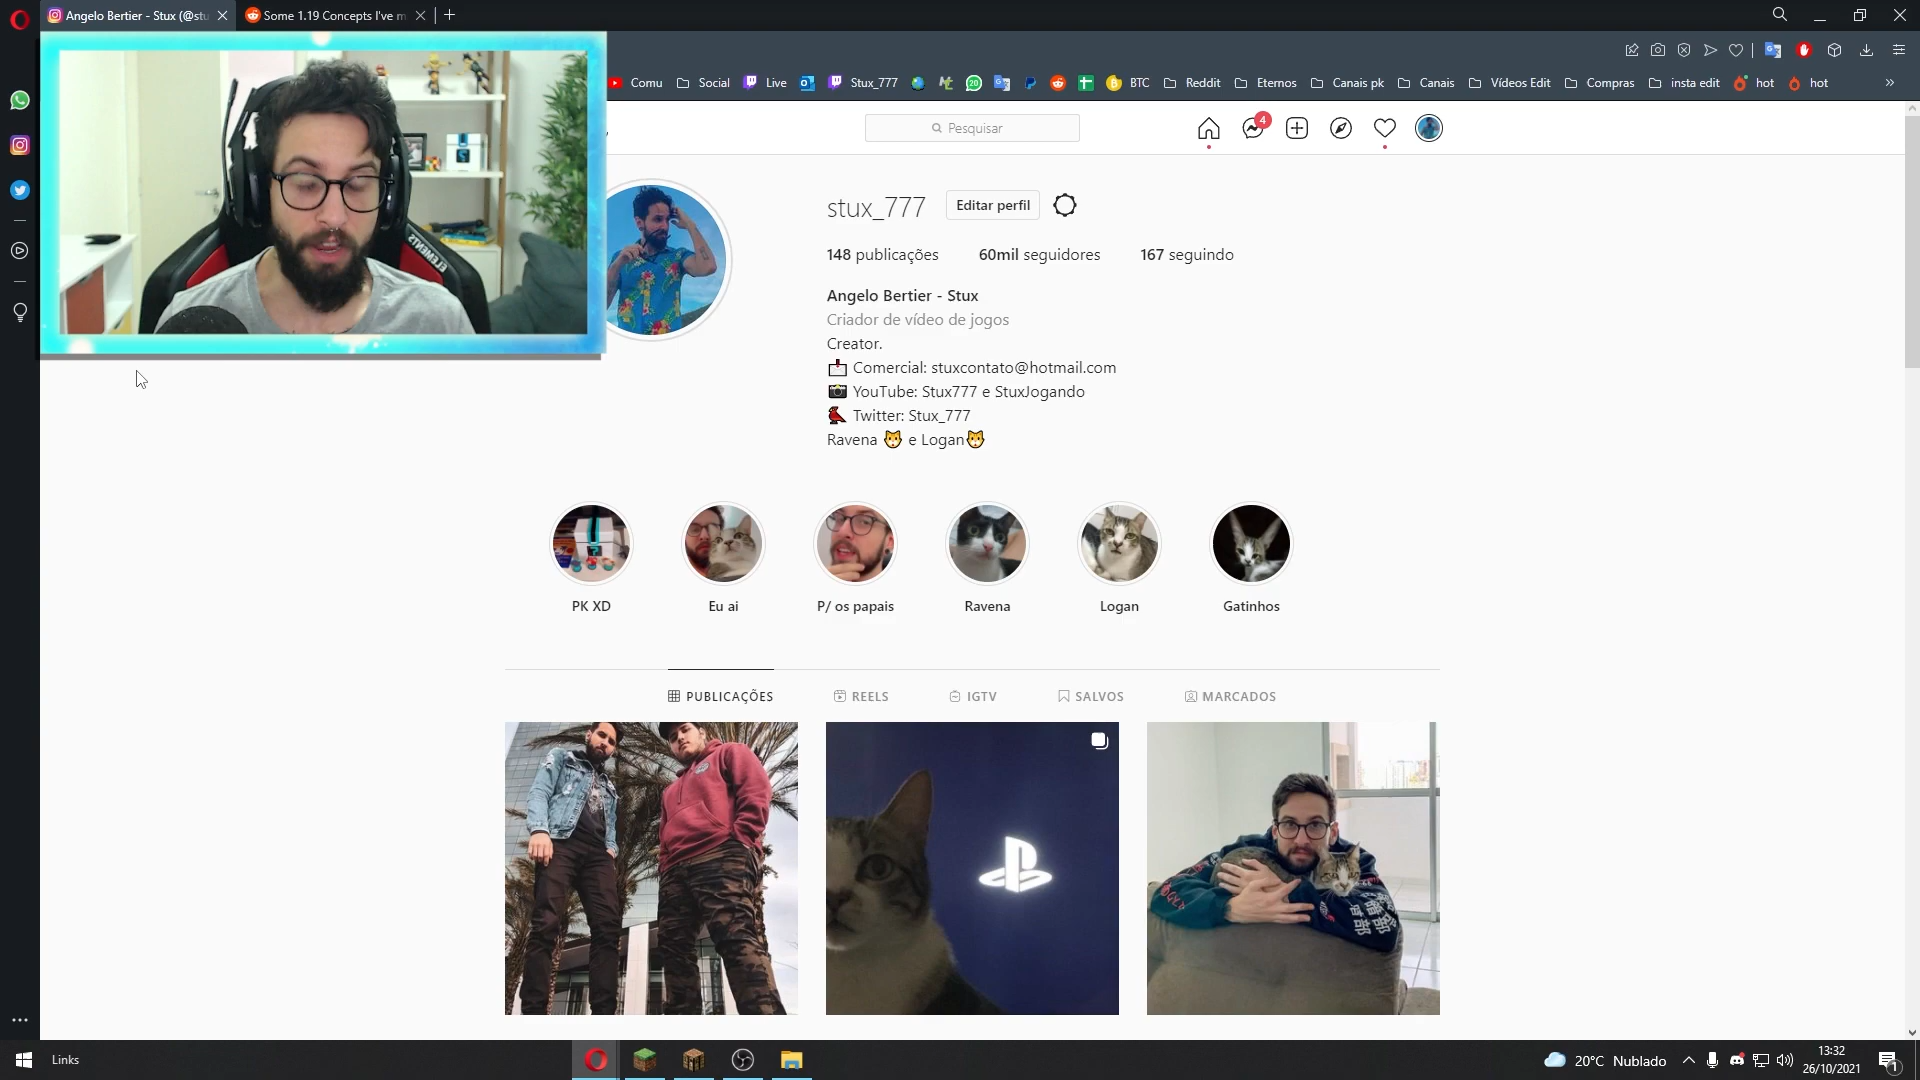 Angelo Bertier - Stux (@stu
Some 1.19 Concepts I've m
Comu
Social
Live
Stux_777
BTC
Reddit
Eternos
Canais pk
Canais
Vídeos Edit
Compras
insta edit
hot
hot
Pesquisar
4
ELEMENTS
stux_777
Editar perfil
148 publicações 60mil seguidores 167 seguindo
Angelo Bertier - Stux
Criador de vídeo de jogos
Creator.
📩 Comercial: stuxcontato@hotmail.com
📷 YouTube: Stux777 e StuxJogando
🐦 Twitter: Stux_777
Ravena 🐱 e Logan🐱
PK XD
Eu ai
P/ os papais
Ravena
Logan
Gatinhos
PUBLICAÇÕES
REELS
IGTV
SALVOS
MARCADOS
Links
20°C Nublado
13:32
26/10/2021
1